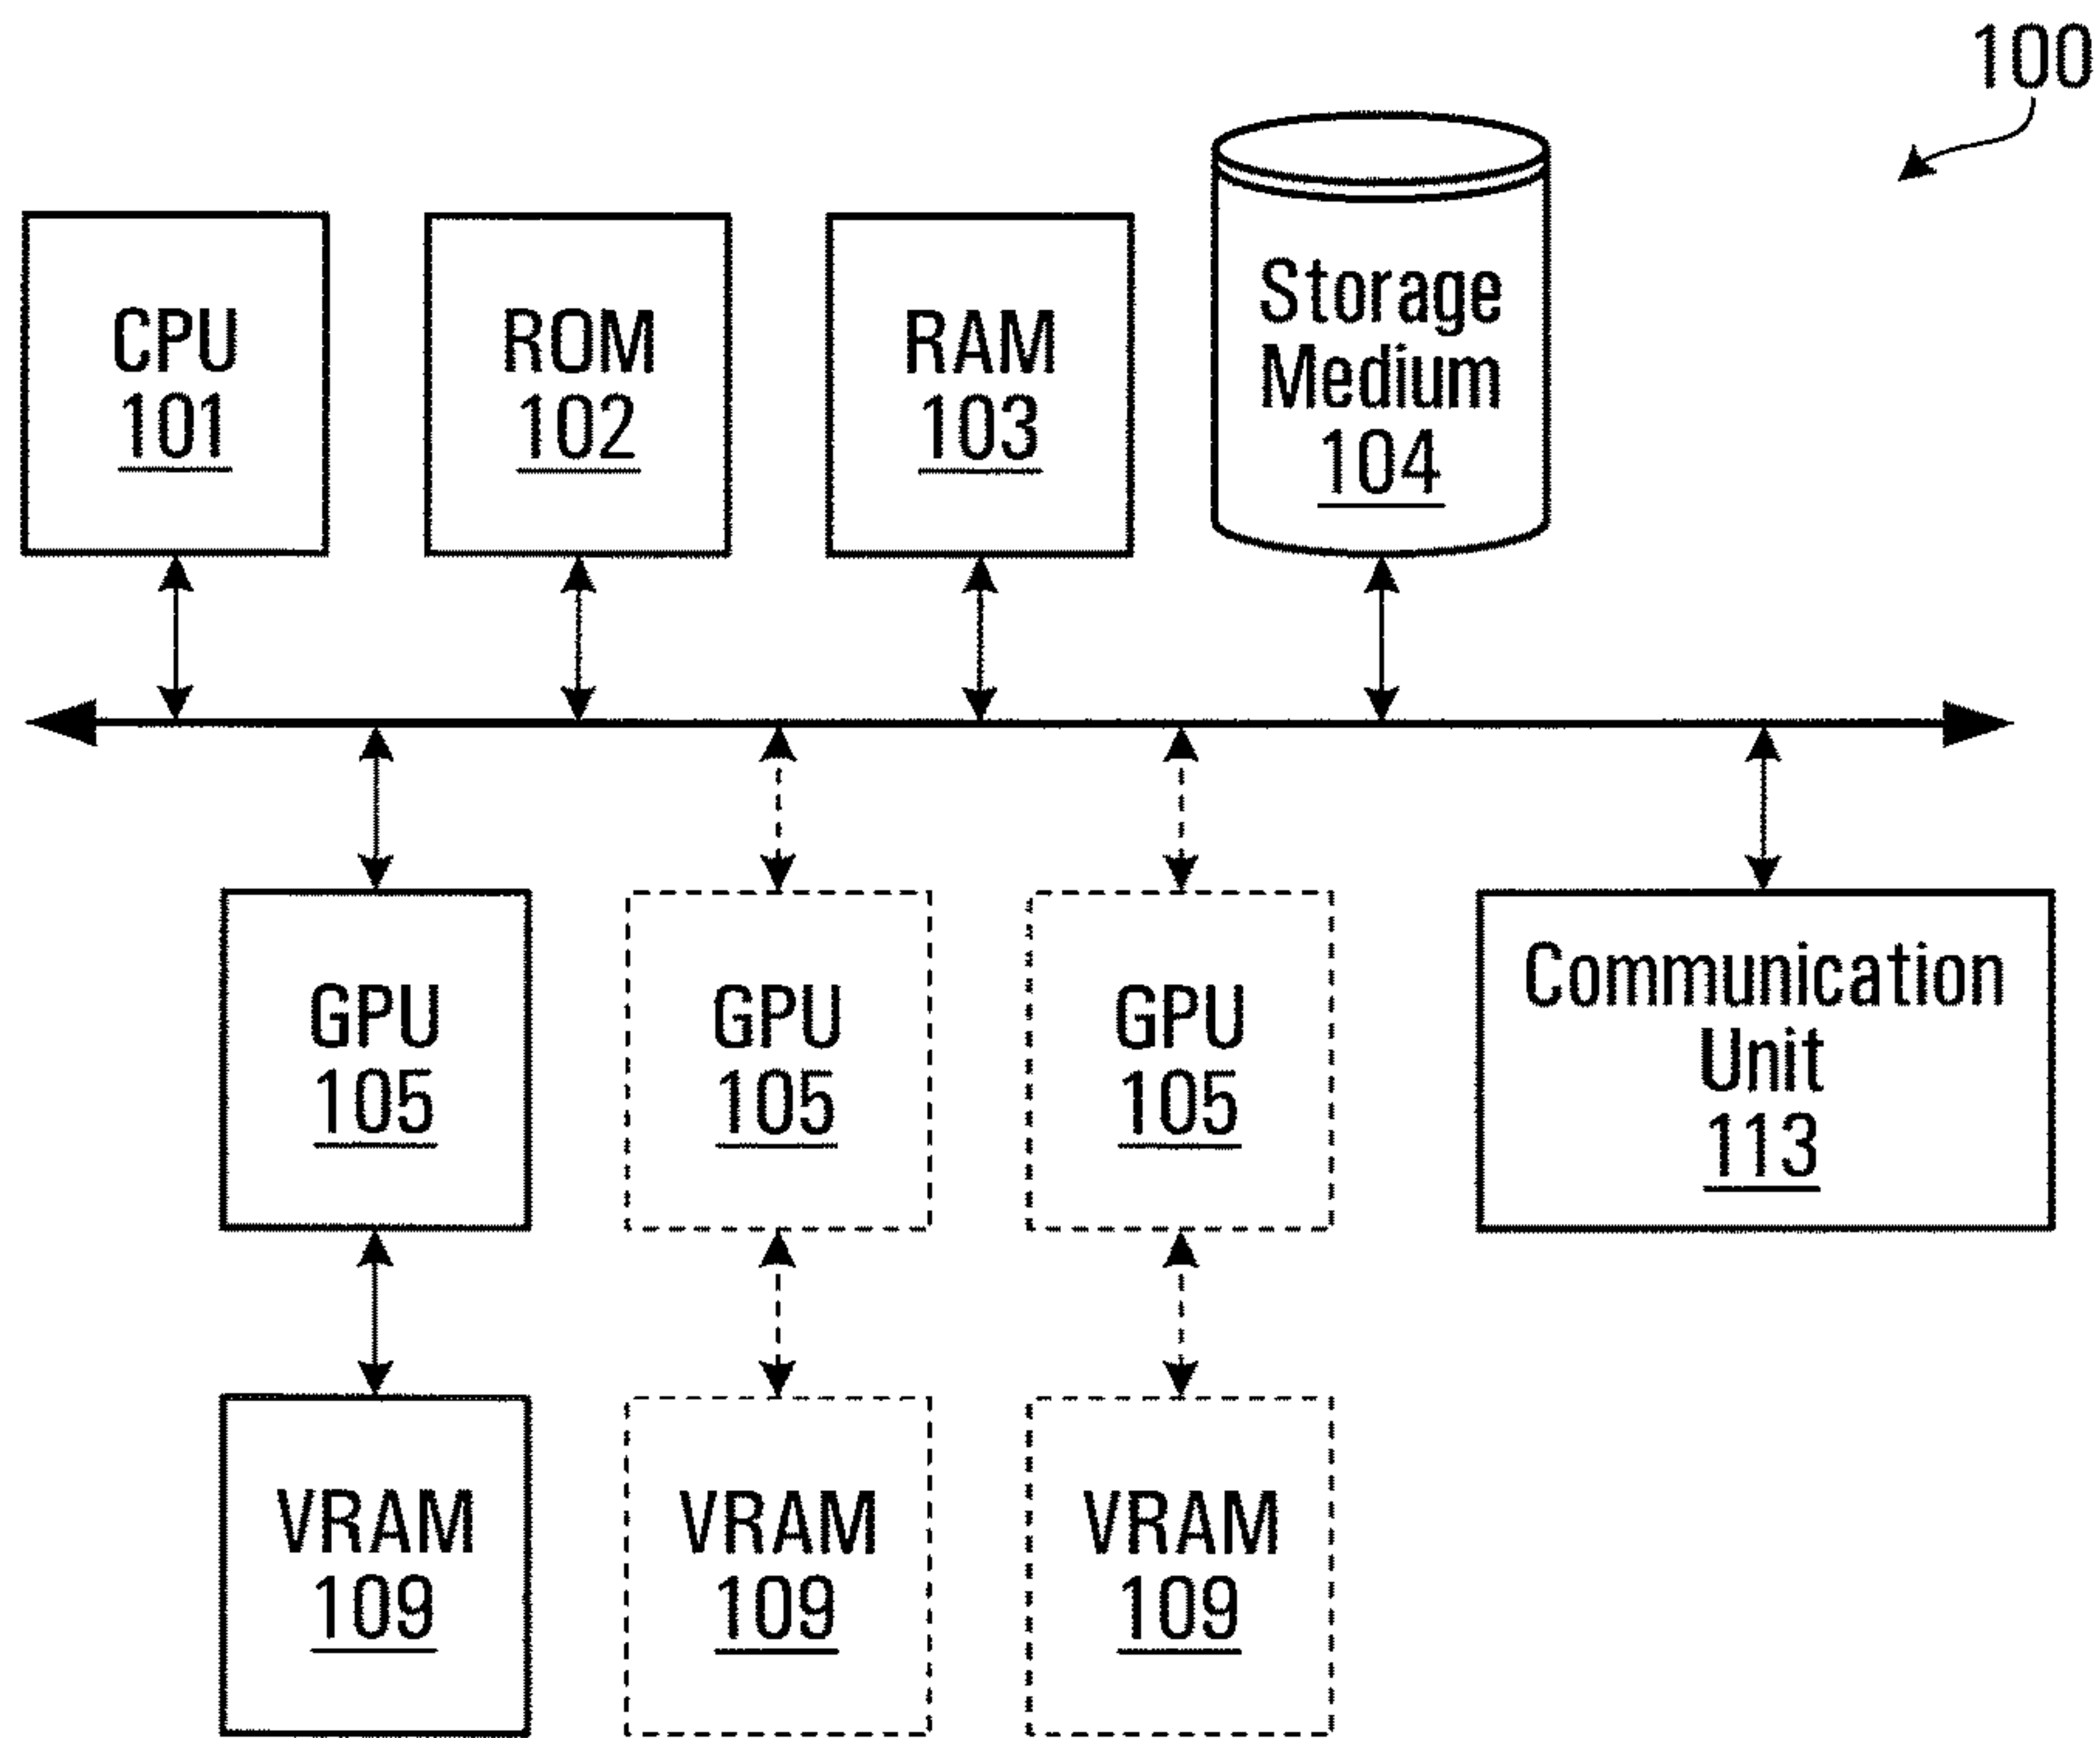 100
CPU
101
ROM
102
RAM
103
Storage
Medium
104
GPU
105
GPU
105
GPU
105
Communication
Unit
113
VRAM
109
VRAM
109
VRAM
109